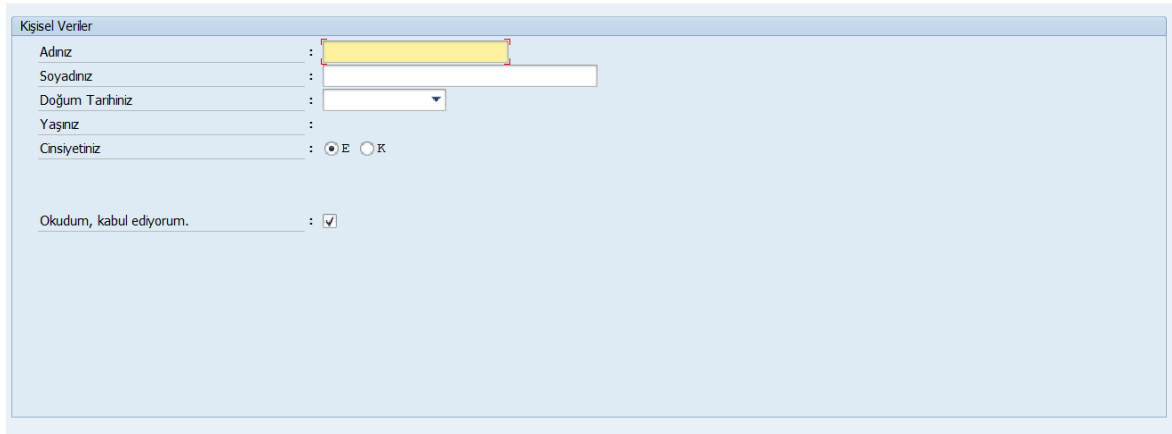 Kişisel Veriler
Adınız :
Soyadınız :
Doğum Tarihiniz :
Yaşınız :
Cinsiyetiniz : E K
Okudum, kabul ediyorum. :